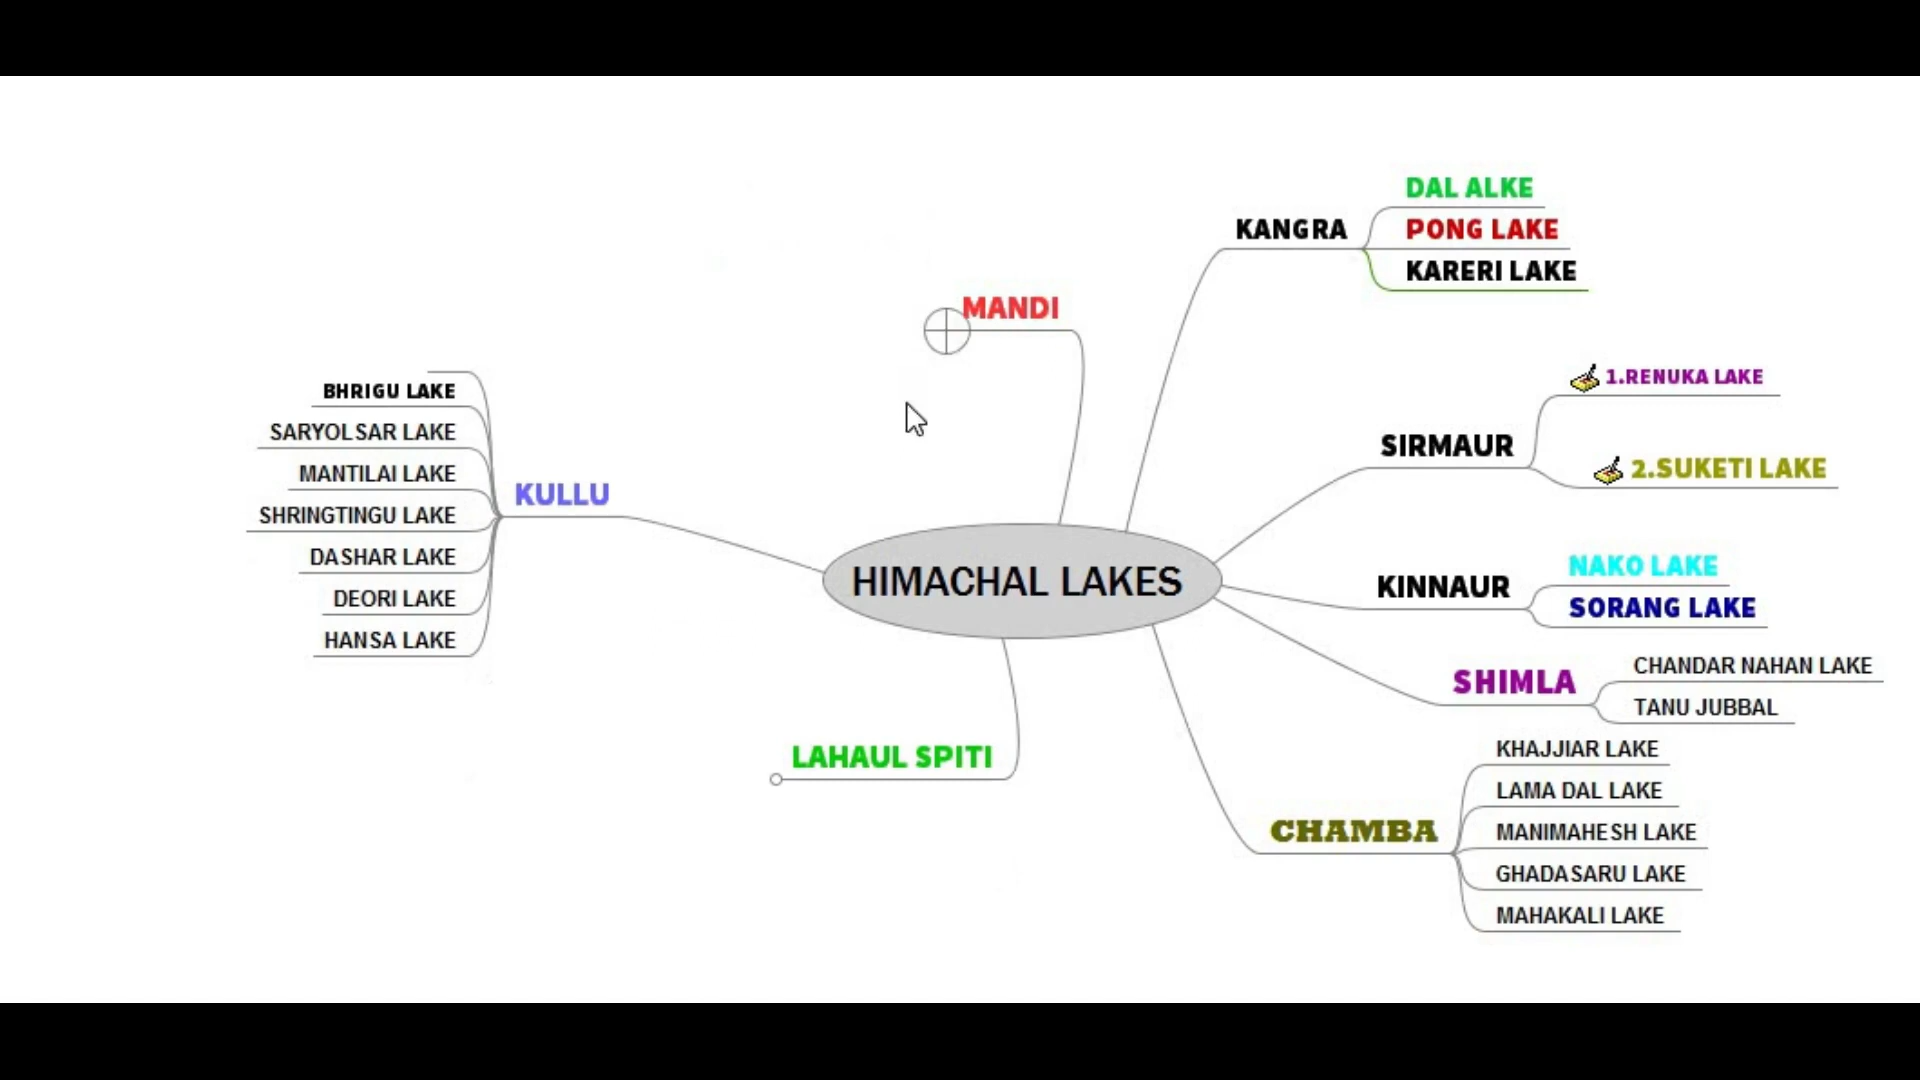 HIMACHAL LAKES
KANGRA
DAL ALKE
PONG LAKE
KARERI LAKE
MANDI
SIRMAUR
1.RENUKA LAKE
2.SUKETI LAKE
KULLU
BHRIGU LAKE
SARYOLSAR LAKE
MANTILAI LAKE
SHRINGTINGU LAKE
DASHAR LAKE
DEORI LAKE
HANSA LAKE
KINNAUR
NAKO LAKE
SORANG LAKE
SHIMLA
CHANDAR NAHAN LAKE
TANU JUBBAL
LAHAUL SPITI
CHAMBA
KHAJJIAR LAKE
LAMA DAL LAKE
MANIMAHESH LAKE
GHADASARU LAKE
MAHAKALI LAKE